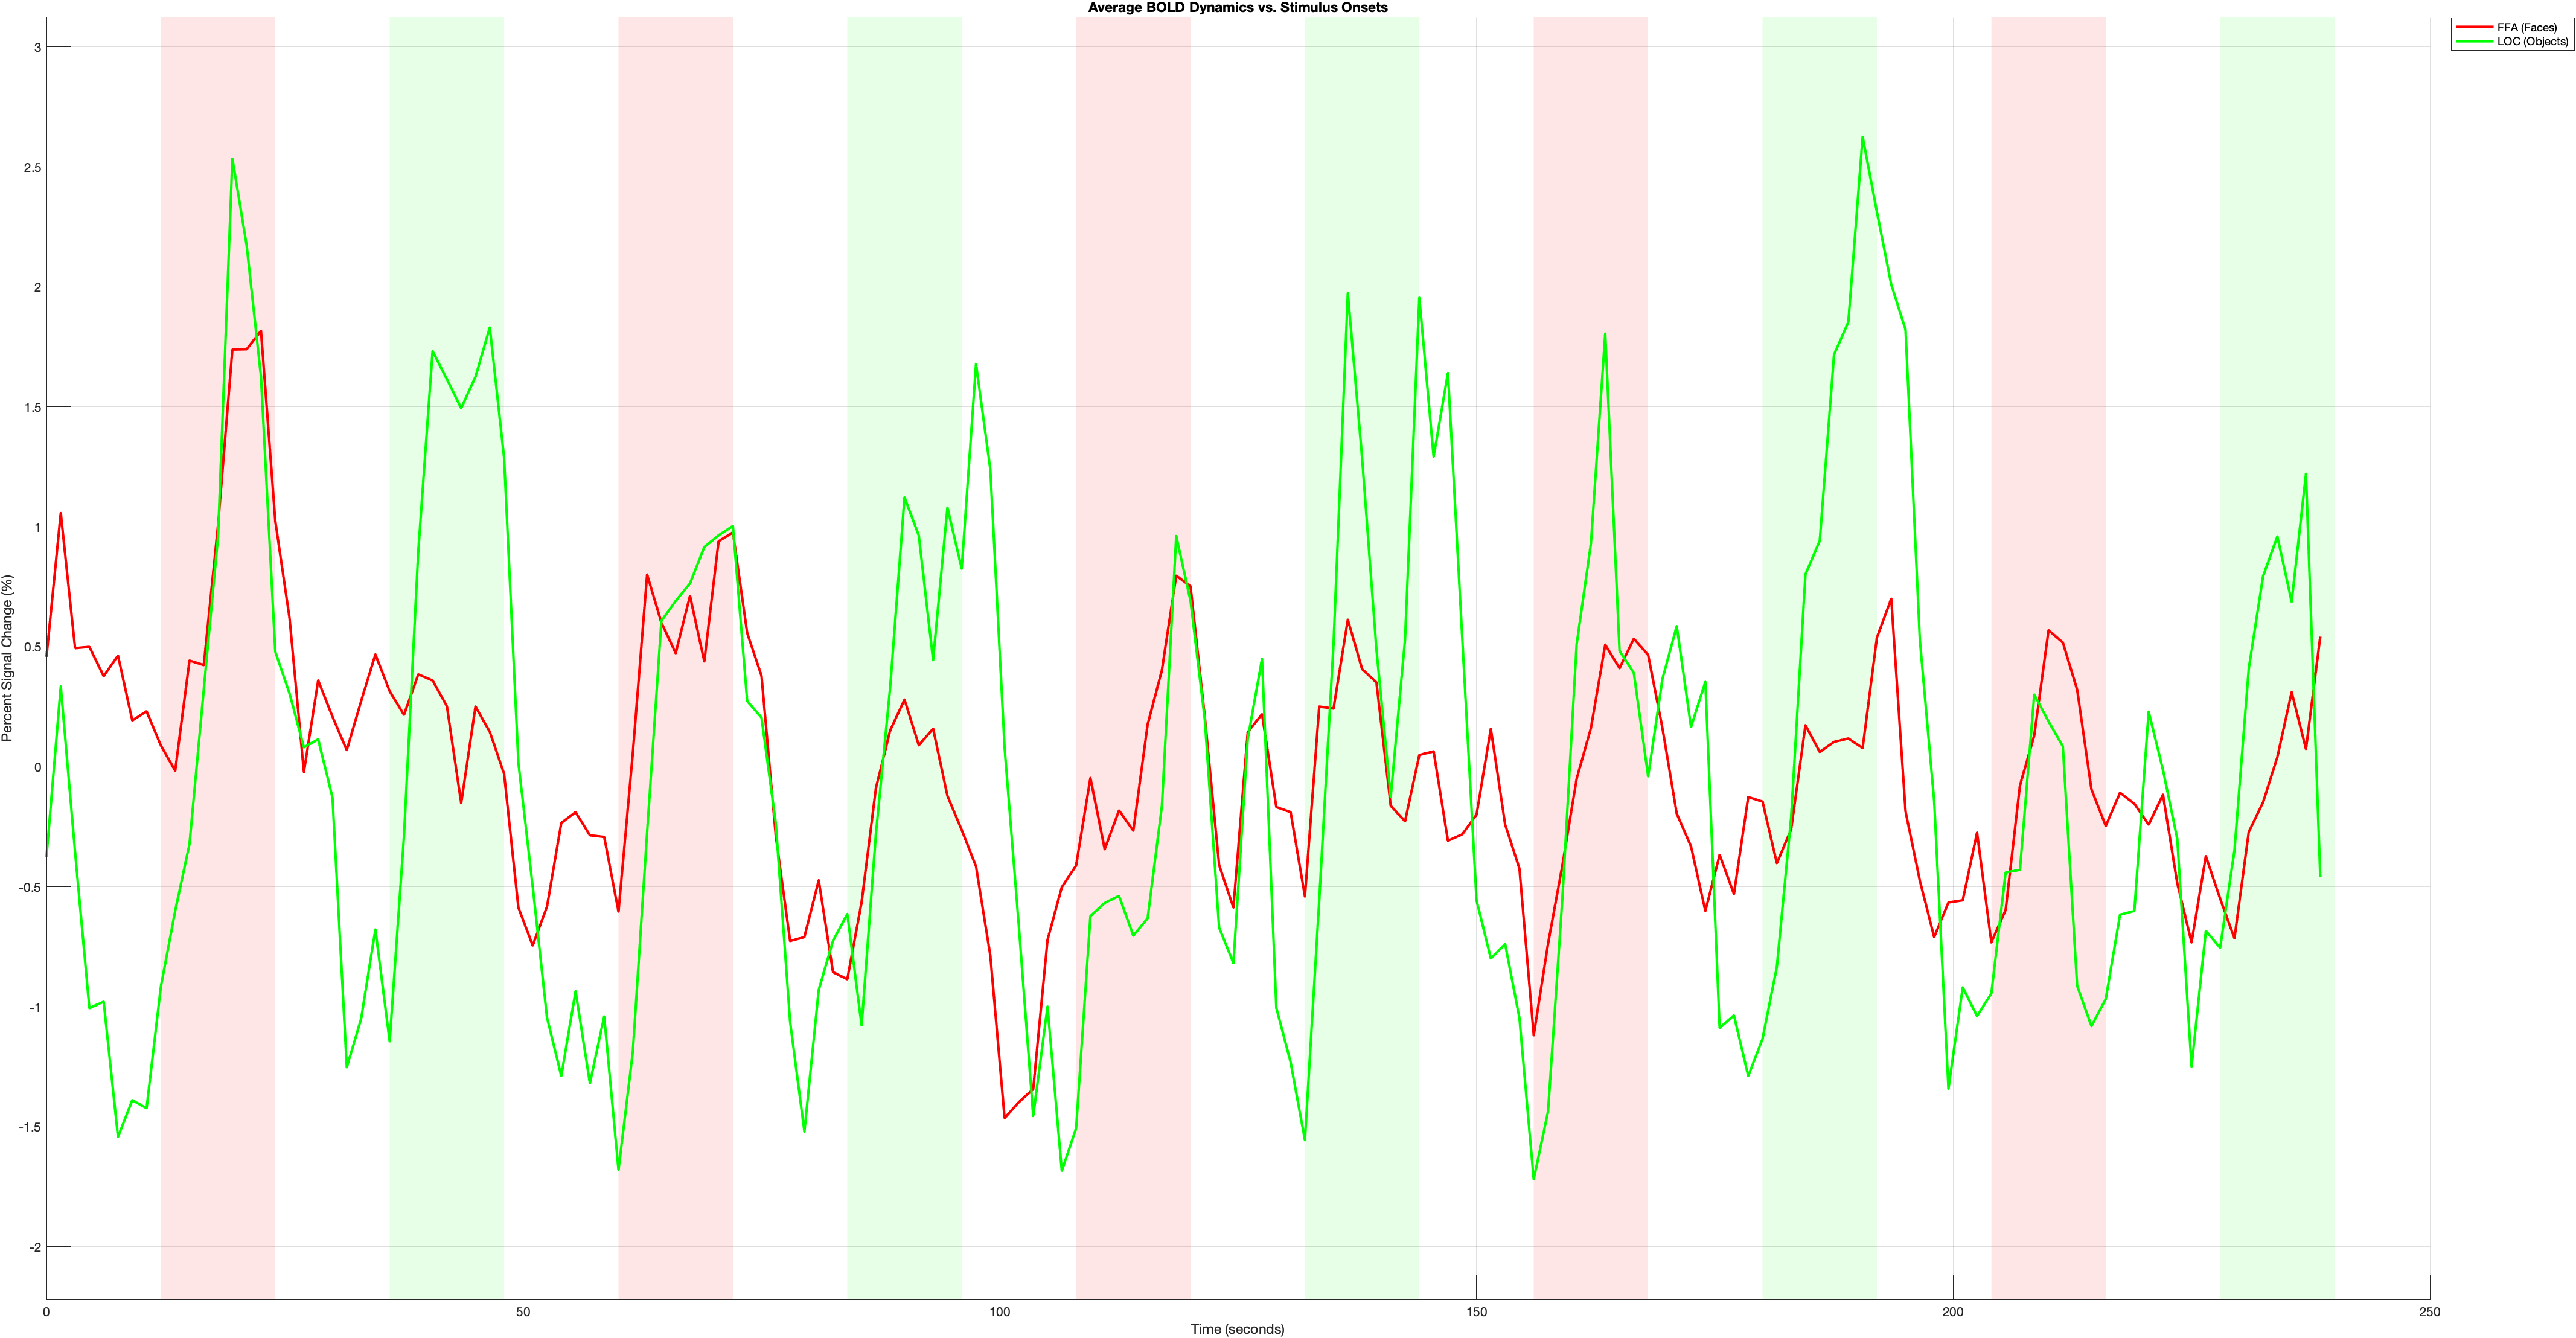 Average BOLD Dynamics vs. Stimulus Onsets
FFA (Faces)
LOC (Objects)
Percent Signal Change (%)
3
2.5
2
1.5
1
0.5
0
-0.5
-1
-1.5
-2
0 50 100 150 200 250
Time (seconds)